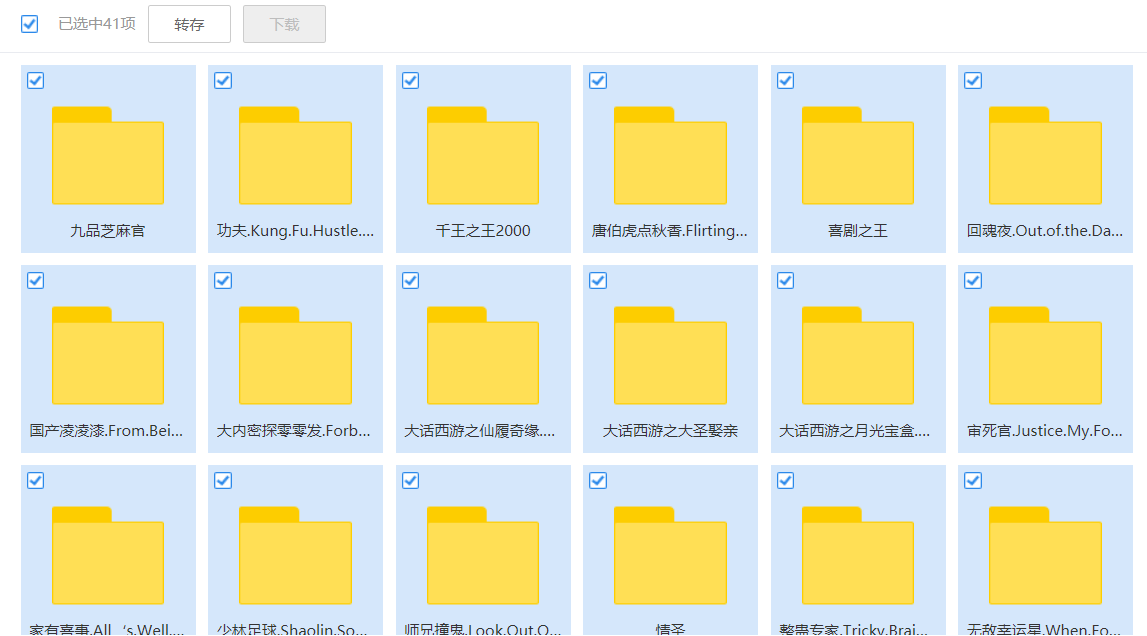 已选中41项 转存 下载
九品芝麻官 功夫.Kung.Fu.Hustle.... 千王之王2000 唐伯虎点秋香.Flirting... 喜剧之王 回魂夜.Out.of.the.Da...
国产凌凌漆.From.Bei... 大内密探零零发.Forb... 大话西游之仙履奇缘.... 大话西游之大圣娶亲 大话西游之月光宝盒.... 审死官.Justice.My.Fo...
家有喜事.All‘s.Well.... 少林足球.Shaolin.So... 师兄撞鬼.Look.Out.O... 情圣 整蛊专家.Tricky.Brai... 无敌幸运星.When.Fo...